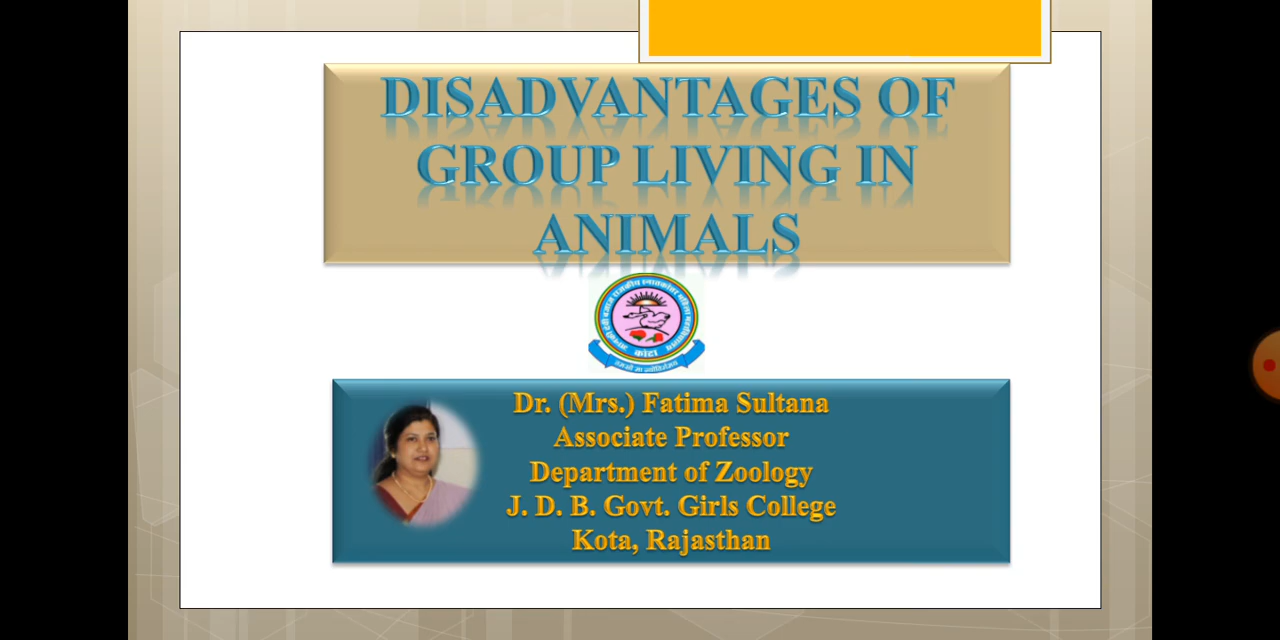 DISADVANTAGES OF
GROUP LIVING IN
ANIMALS
कोटा
Dr. (Mrs.) Fatima Sultana
Associate Professor
Department of Zoology
J. D. B. Govt. Girls College
Kota, Rajasthan